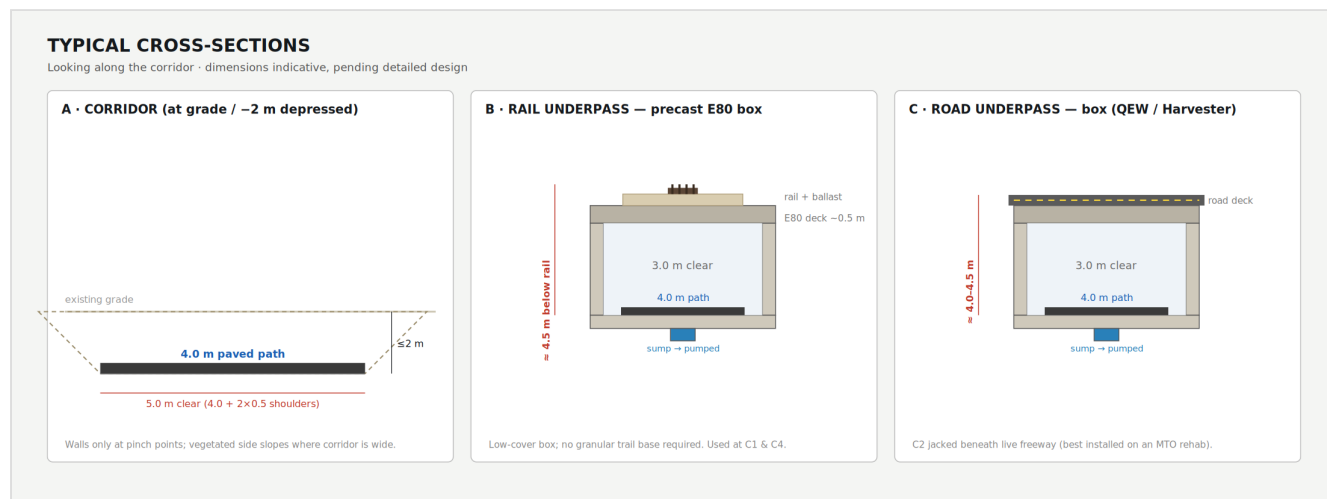 TYPICAL CROSS-SECTIONS
Looking along the corridor · dimensions indicative, pending detailed design
A · CORRIDOR (at grade / −2 m depressed)
existing grade
≤2 m
4.0 m paved path
5.0 m clear (4.0 + 2×0.5 shoulders)
Walls only at pinch points; vegetated side slopes where corridor is wide.
B · RAIL UNDERPASS — precast E80 box
rail + ballast
E80 deck ~0.5 m
≈ 4.5 m below rail
3.0 m clear
4.0 m path
sump → pumped
Low-cover box; no granular trail base required. Used at C1 & C4.
C · ROAD UNDERPASS — box (QEW / Harvester)
road deck
≈ 4.0–4.5 m
3.0 m clear
4.0 m path
sump → pumped
C2 jacked beneath live freeway (best installed on an MTO rehab).